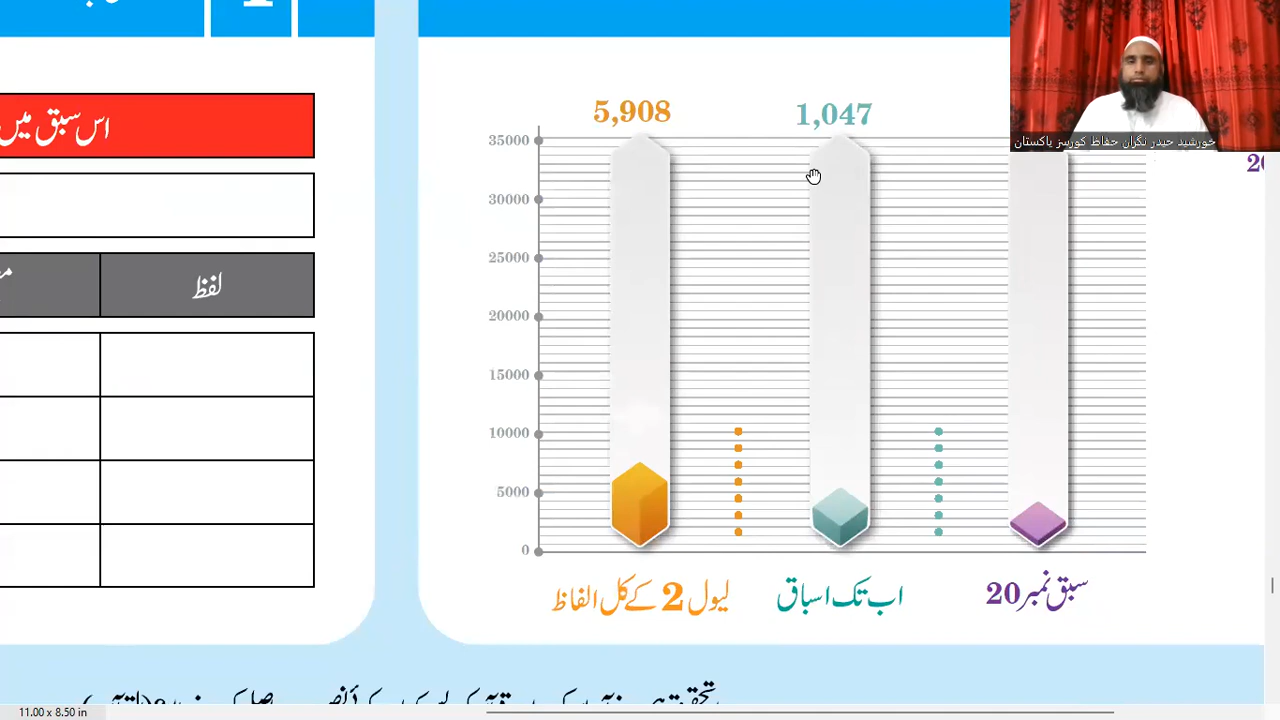 اس سبق میں
لفظ
5,908
1,047
خورشید حیدر نگران حفاظ کورسز پاکستان
35000
30000
25000
20000
15000
10000
5000
0
لیول 2 کے کل الفاظ
اب تک اسباق
سبق نمبر 20
11.00 x 8.50 in